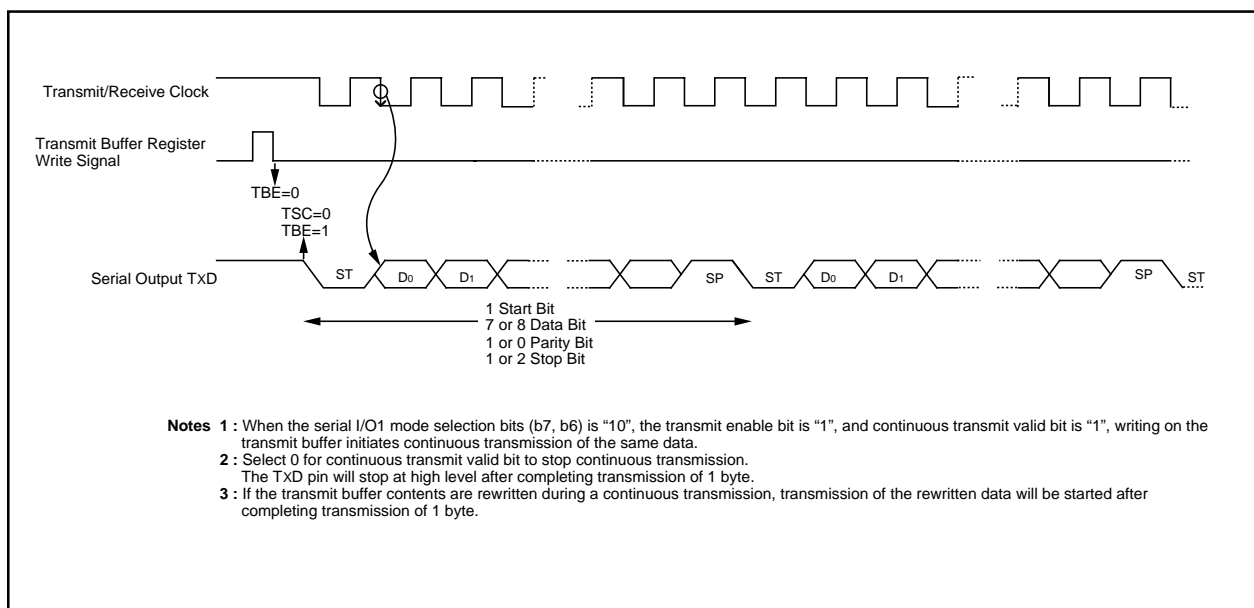 Transmit/Receive Clock
Transmit Buffer Register
Write Signal
TBE=0
TSC=0
TBE=1
Serial Output TXD
ST
D0
D1
SP
ST
D0
D1
SP
ST
1 Start Bit
7 or 8 Data Bit
1 or 0 Parity Bit
1 or 2 Stop Bit
Notes 1 : When the serial I/O1 mode selection bits (b7, b6) is “10”, the transmit enable bit is “1”, and continuous transmit valid bit is “1”, writing on the
transmit buffer initiates continuous transmission of the same data.
2 : Select 0 for continuous transmit valid bit to stop continuous transmission.
The TXD pin will stop at high level after completing transmission of 1 byte.
3 : If the transmit buffer contents are rewritten during a continuous transmission, transmission of the rewritten data will be started after
completing transmission of 1 byte.